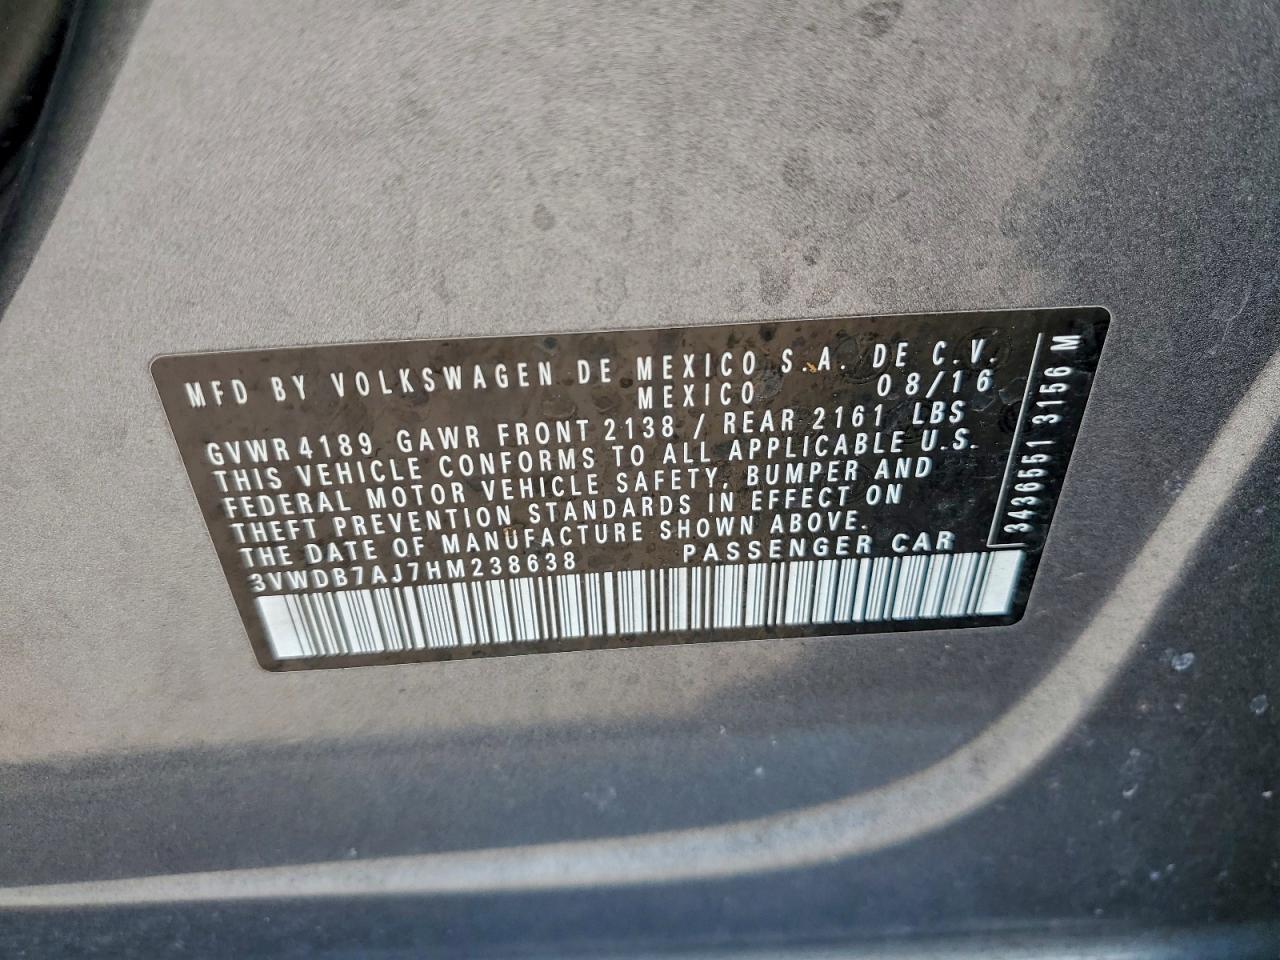 MFD BY VOLKSWAGEN DE MEXICO S.A. DE C.V.
MEXICO 08/16
GVWR 4189 GAWR FRONT 2138 / REAR 2161 LBS
THIS VEHICLE CONFORMS TO ALL APPLICABLE U.S.
FEDERAL MOTOR VEHICLE SAFETY, BUMPER AND
THEFT PREVENTION STANDARDS IN EFFECT ON
THE DATE OF MANUFACTURE SHOWN ABOVE.
3VWDB7AJ7HM238638 PASSENGER CAR
3436551 3156 M